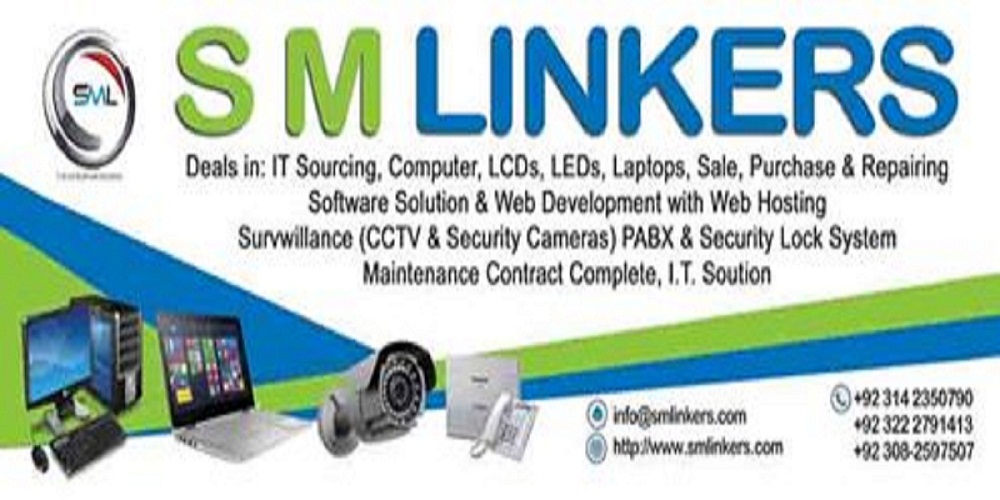 SML
S M LINKERS
Deals in: IT Sourcing, Computer, LCDs, LEDs, Laptops, Sale, Purchase & Repairing
Software Solution & Web Development with Web Hosting
Survwillance (CCTV & Security Cameras) PABX & Security Lock System
Maintenance Contract Complete, I.T. Soution
info@smlinkers.com
http:\\www.smlinkers.com
+92 314 2350790
+92 322 2791413
+92 308-2597507